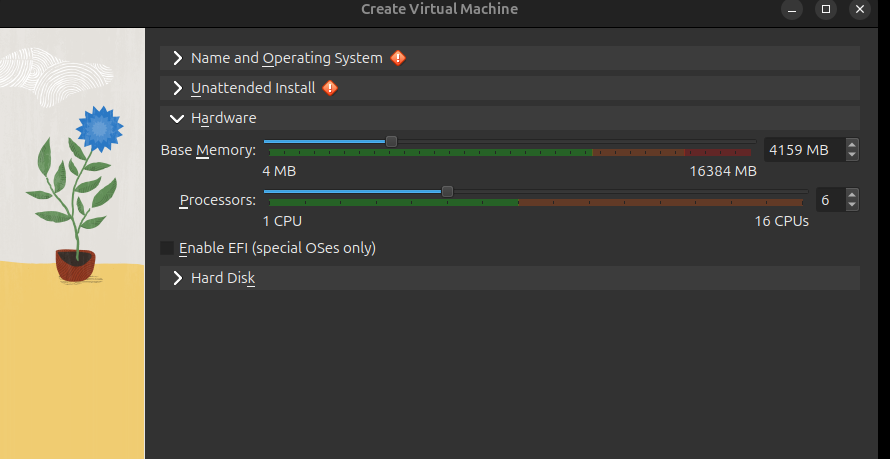 Create Virtual Machine
Name and Operating System
Unattended Install
Hardware
Base Memory: 4159 MB
4 MB 16384 MB
Processors: 6
1 CPU 16 CPUs
Enable EFI (special OSes only)
Hard Disk